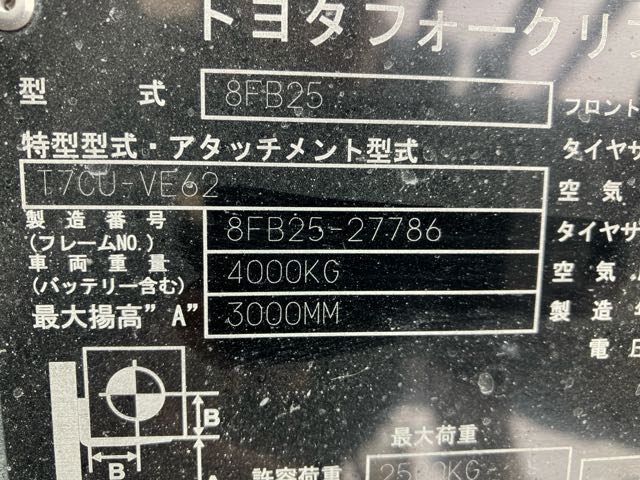 トヨタフォークリフ
型 式 8FB25 フロント
特型型式・アタッチメント型式 タイヤサ
T7CU-VE62 空 気
製造番号 8FB25-27786 タイヤサ
(フレームNO.)
車両重量 4000KG 空 気
(バッテリー含む)
最大揚高"A" 3000MM 製 造
電 圧
B
最大荷重
B
許容荷重 2500KG
A